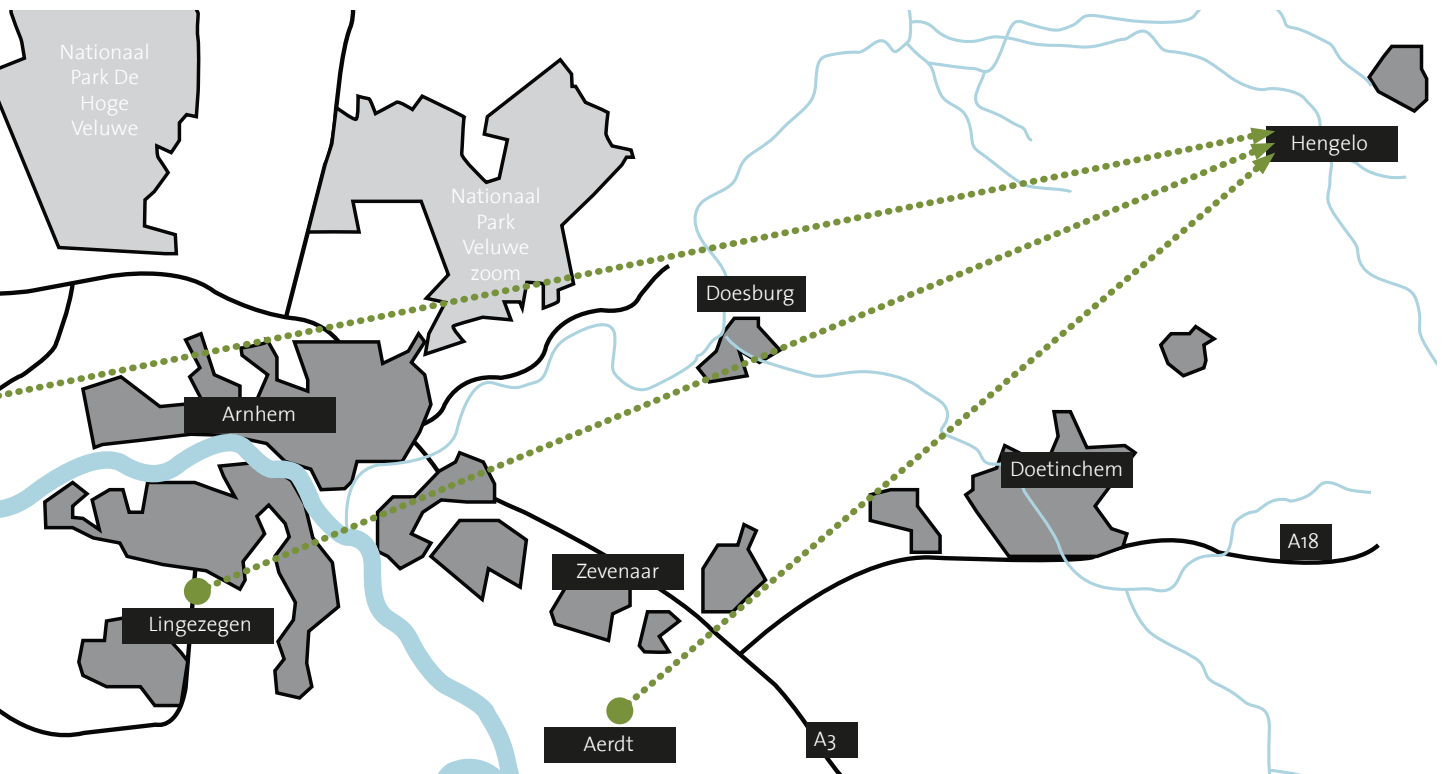 Nationaal
Park De
Hoge
Veluwe
Hengelo
Nationaal
Park
Veluwe
zoom
Doesburg
Arnhem
Doetinchem
A18
Zevenaar
Lingezegen
Aerdt
A3